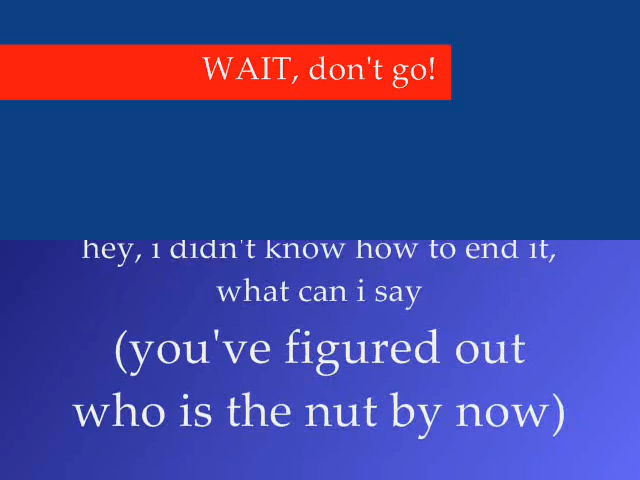 WAIT, don't go!
hey, i didn't know how to end it,
what can i say
(you've figured out
who is the nut by now)